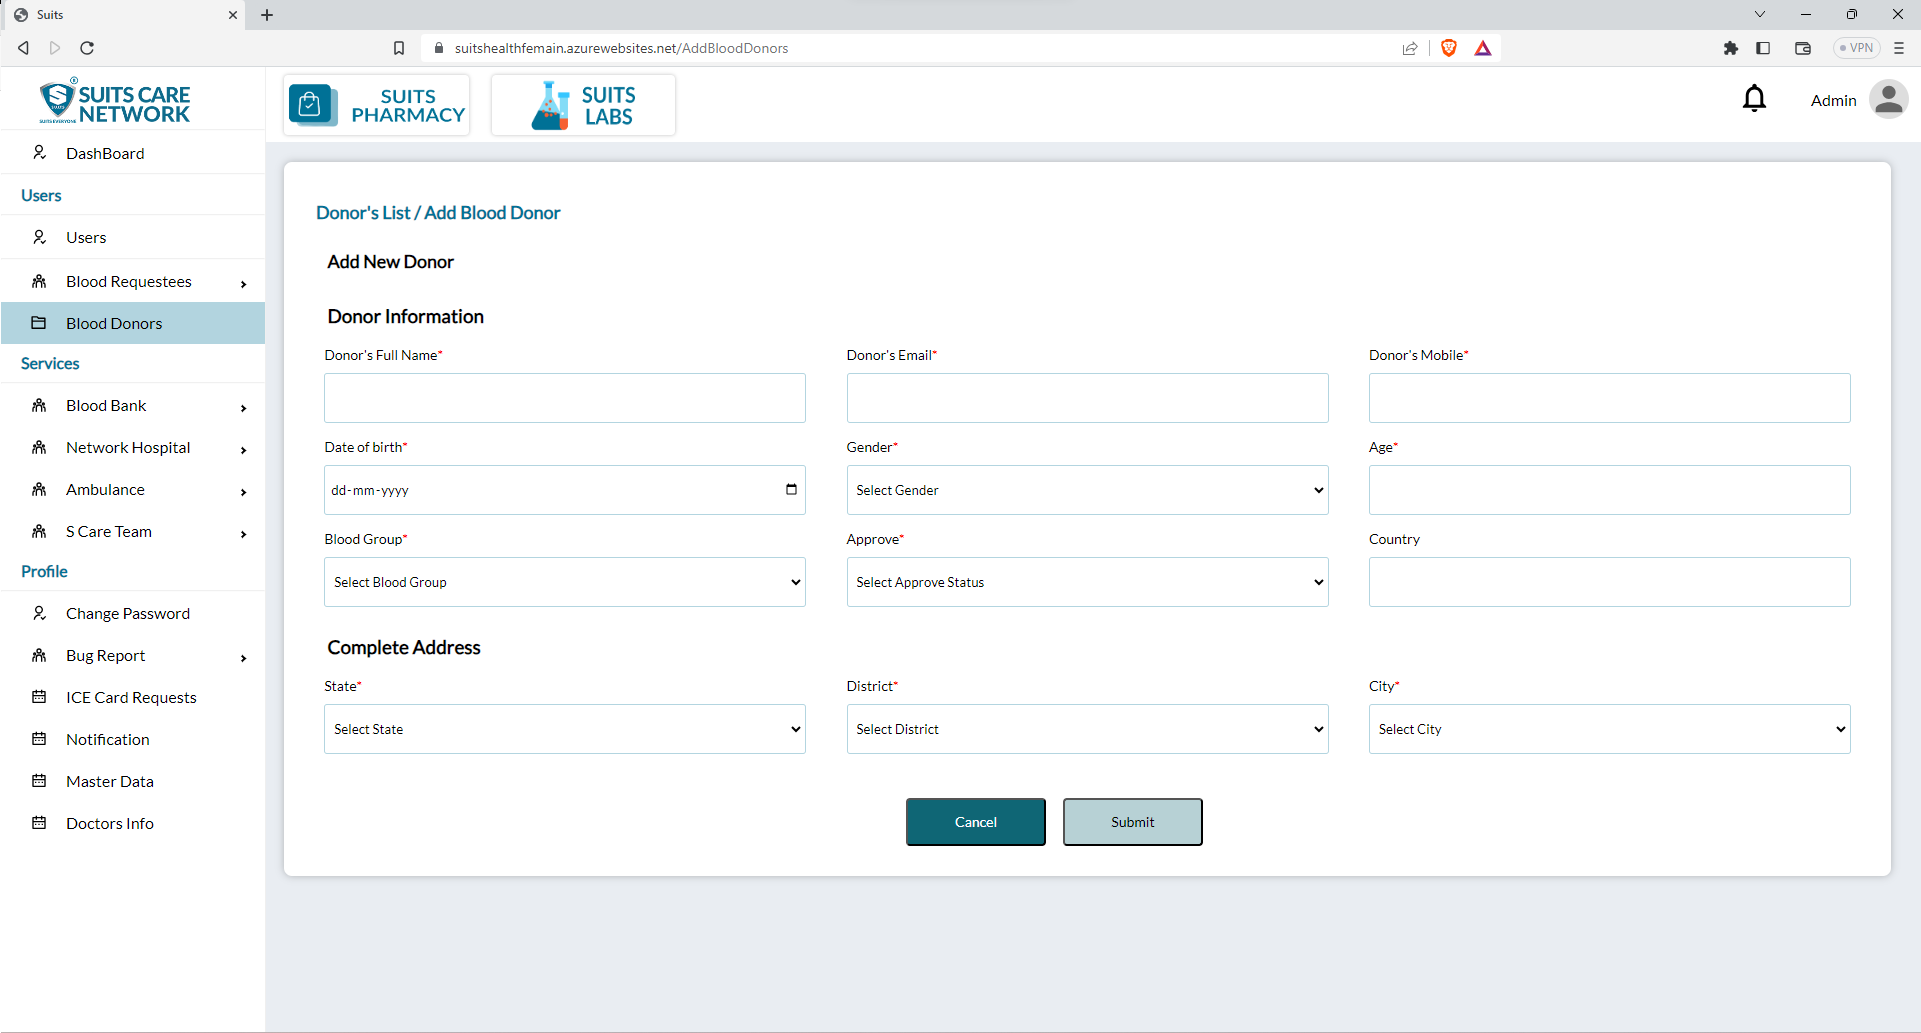 Suits
suitshealthfemain.azurewebsites.net/AddBloodDonors
VPN
SUITS CARE
NETWORK
SUITS EVERYONE
SUITS
PHARMACY
SUITS
LABS
Admin
DashBoard
Users
Users
Blood Requestees
Blood Donors
Services
Blood Bank
Network Hospital
Ambulance
S Care Team
Profile
Change Password
Bug Report
ICE Card Requests
Notification
Master Data
Doctors Info
Donor's List / Add Blood Donor
Add New Donor
Donor Information
Donor's Full Name* Donor's Email* Donor's Mobile*
Date of birth* Gender* Age*
dd-mm-yyyy Select Gender
Blood Group* Approve* Country
Select Blood Group Select Approve Status
Complete Address
State* District* City*
Select State Select District Select City
Cancel Submit